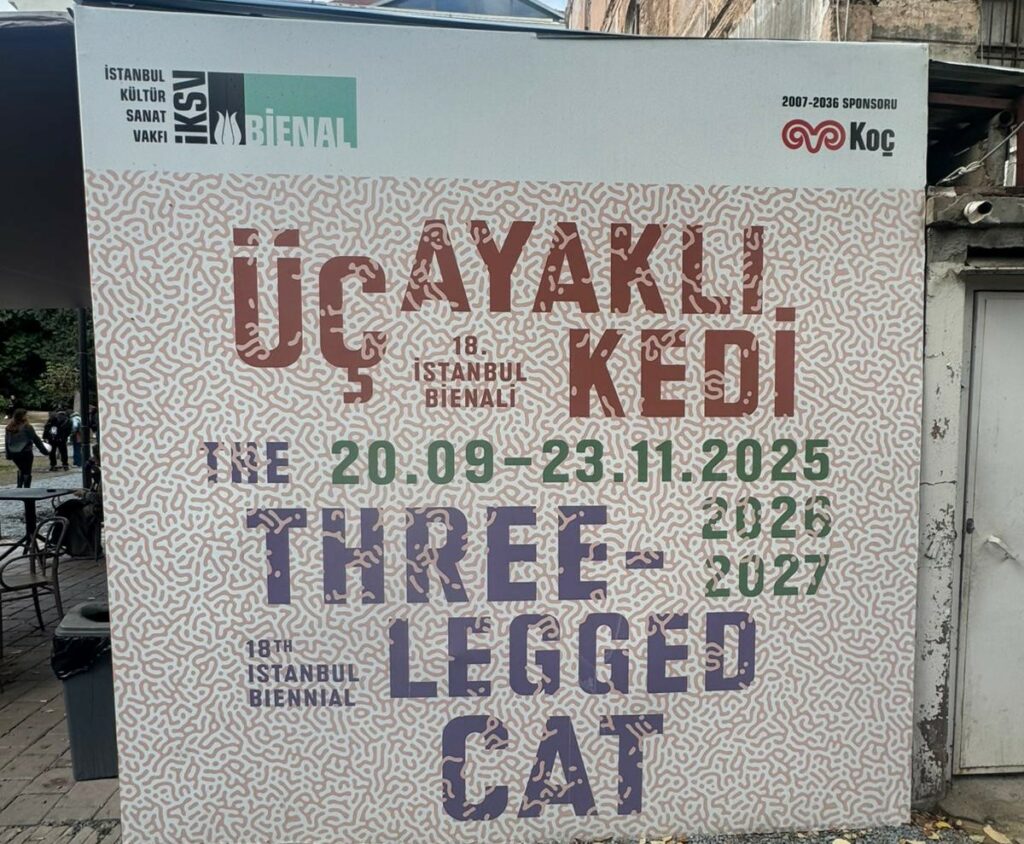 İSTANBUL
KÜLTÜR
SANAT
VAKFI
İKSV
BİENAL
2007-2036 SPONSORU
Koç
ÜÇ AYAKLI
KEDİ
18.
İSTANBUL
BİENALİ
THE
20.09–23.11.2025
2026
2027
THREE-
LEGGED
CAT
18TH
ISTANBUL
BIENNIAL